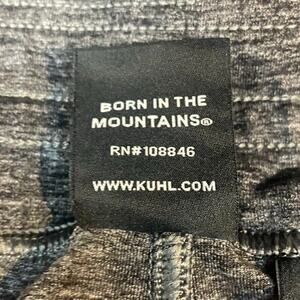 BORN IN THE
MOUNTAINS®
RN#108846
WWW.KUHL.COM